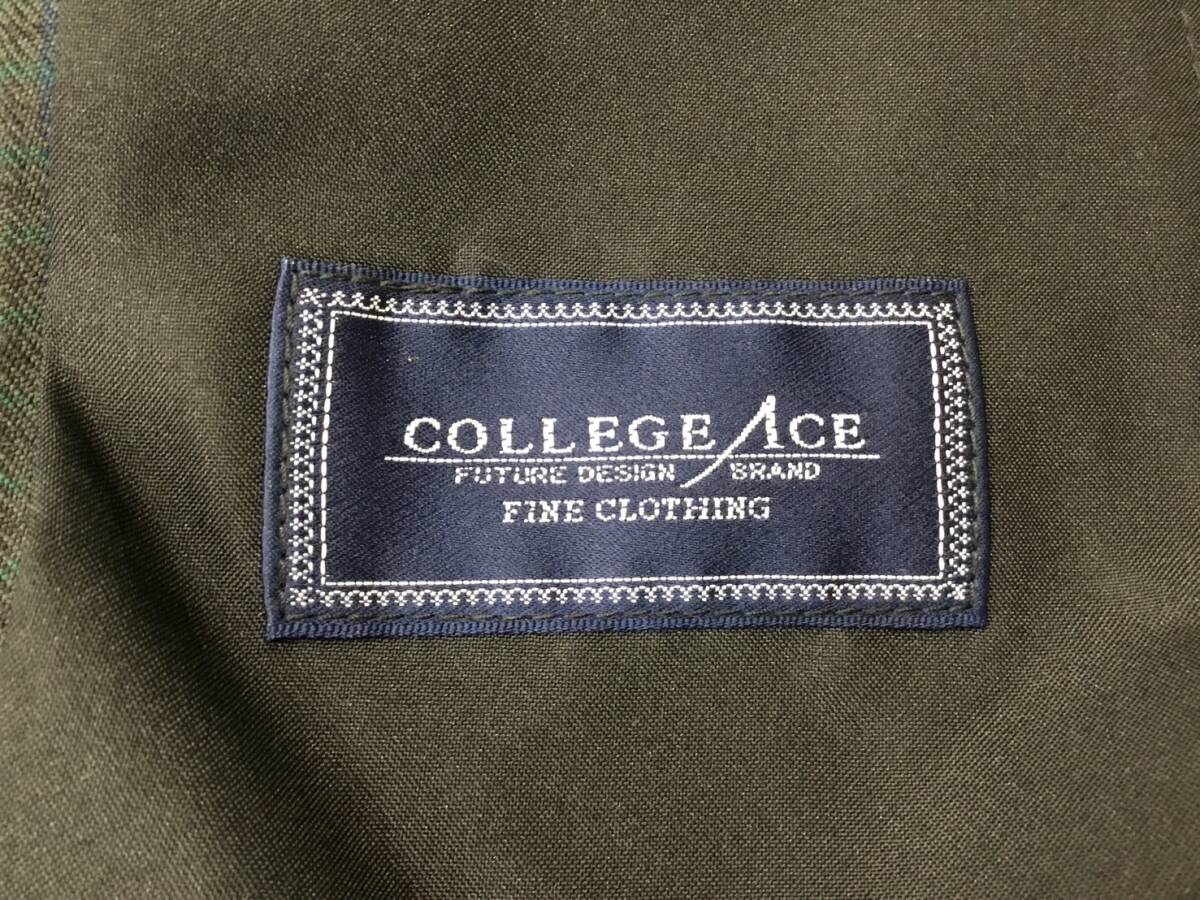 COLLEGE ACE
FUTURE DESIGN BRAND
FINE CLOTHING